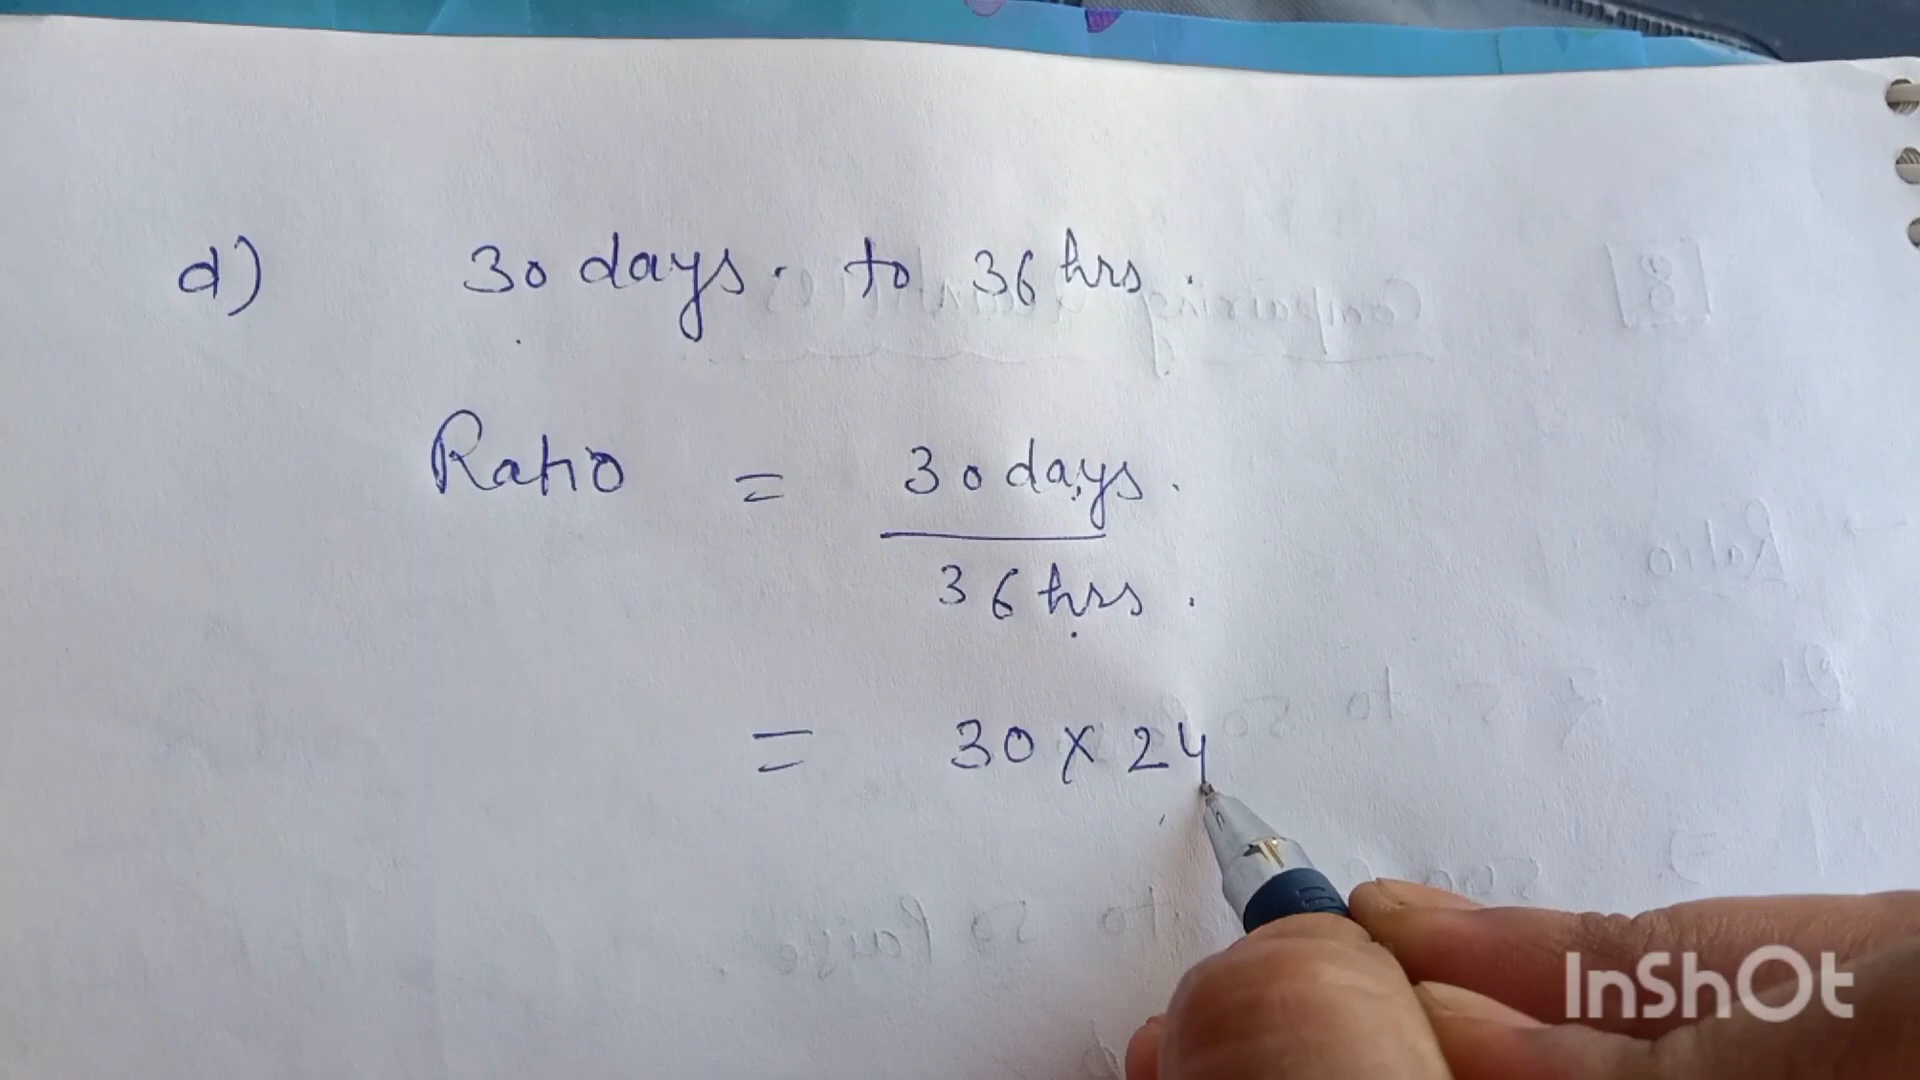 d) 30 days. to 36 hrs.
Ratio = 30 days.
36 hrs.
= 30 x 24
InShOt